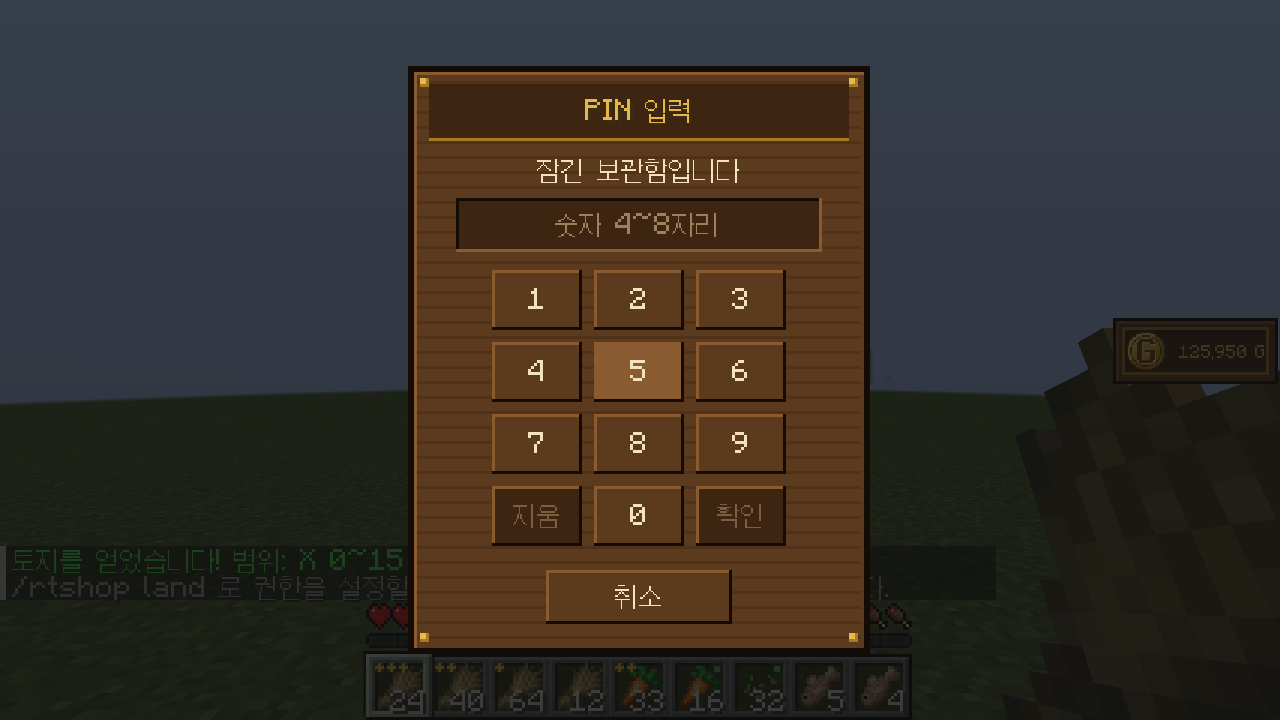 PIN 입력
잠긴 보관함입니다
숫자 4~8자리
1 2 3
125,950 G
4 5 6
7 8 9
지움 0 확인
토지를 얻었습니다! 범위: X 0~15
/rtshop land 로 권한을 설정할
취소
24 40 64 12 33 16 32 5 4